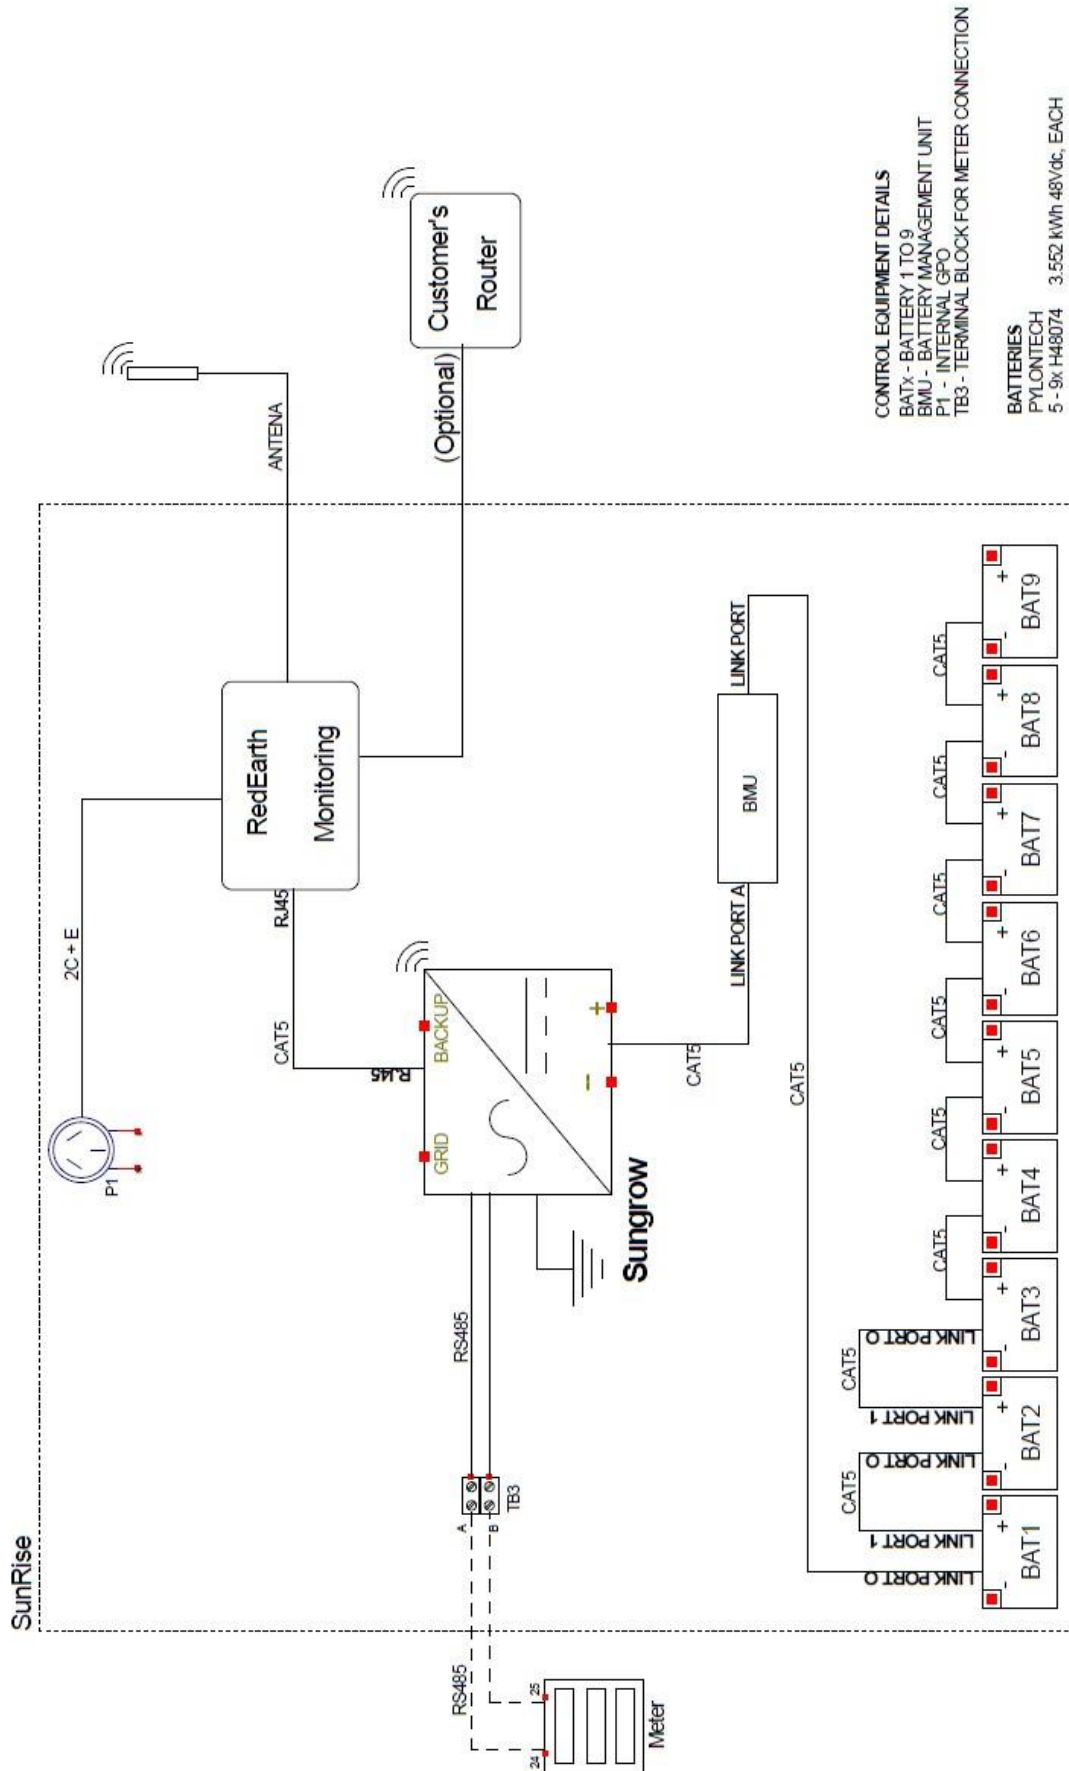 SunRise
P1
2C + E
ANTENA
RedEarth
Monitoring
RJ45
CAT5
RJ45
(Optional)
Customer's
Router
RS485
24
25
Meter
A
B
TB3
RS485
GRID
BACKUP
+
--
Sungrow
CAT5
LINK PORT A
BMU
LINK PORT
CAT5
CAT5
CAT5
LINK PORT 0
LINK PORT 1
LINK PORT 0
LINK PORT 1
LINK PORT 0
CAT5
CAT5
CAT5
CAT5
CAT5
CAT5
- +
BAT1
- +
BAT2
- +
BAT3
- +
BAT4
- +
BAT5
- +
BAT6
- +
BAT7
- +
BAT8
- +
BAT9
CONTROL EQUIPMENT DETAILS
BATx - BATTERY 1 TO 9
BMU - BATTERY MANAGEMENT UNIT
P1 - INTERNAL GPO
TB3 - TERMINAL BLOCK FOR METER CONNECTION
BATTERIES
PYLONTECH
5 - 9x H48074 3.552 kWh 48Vdc, EACH